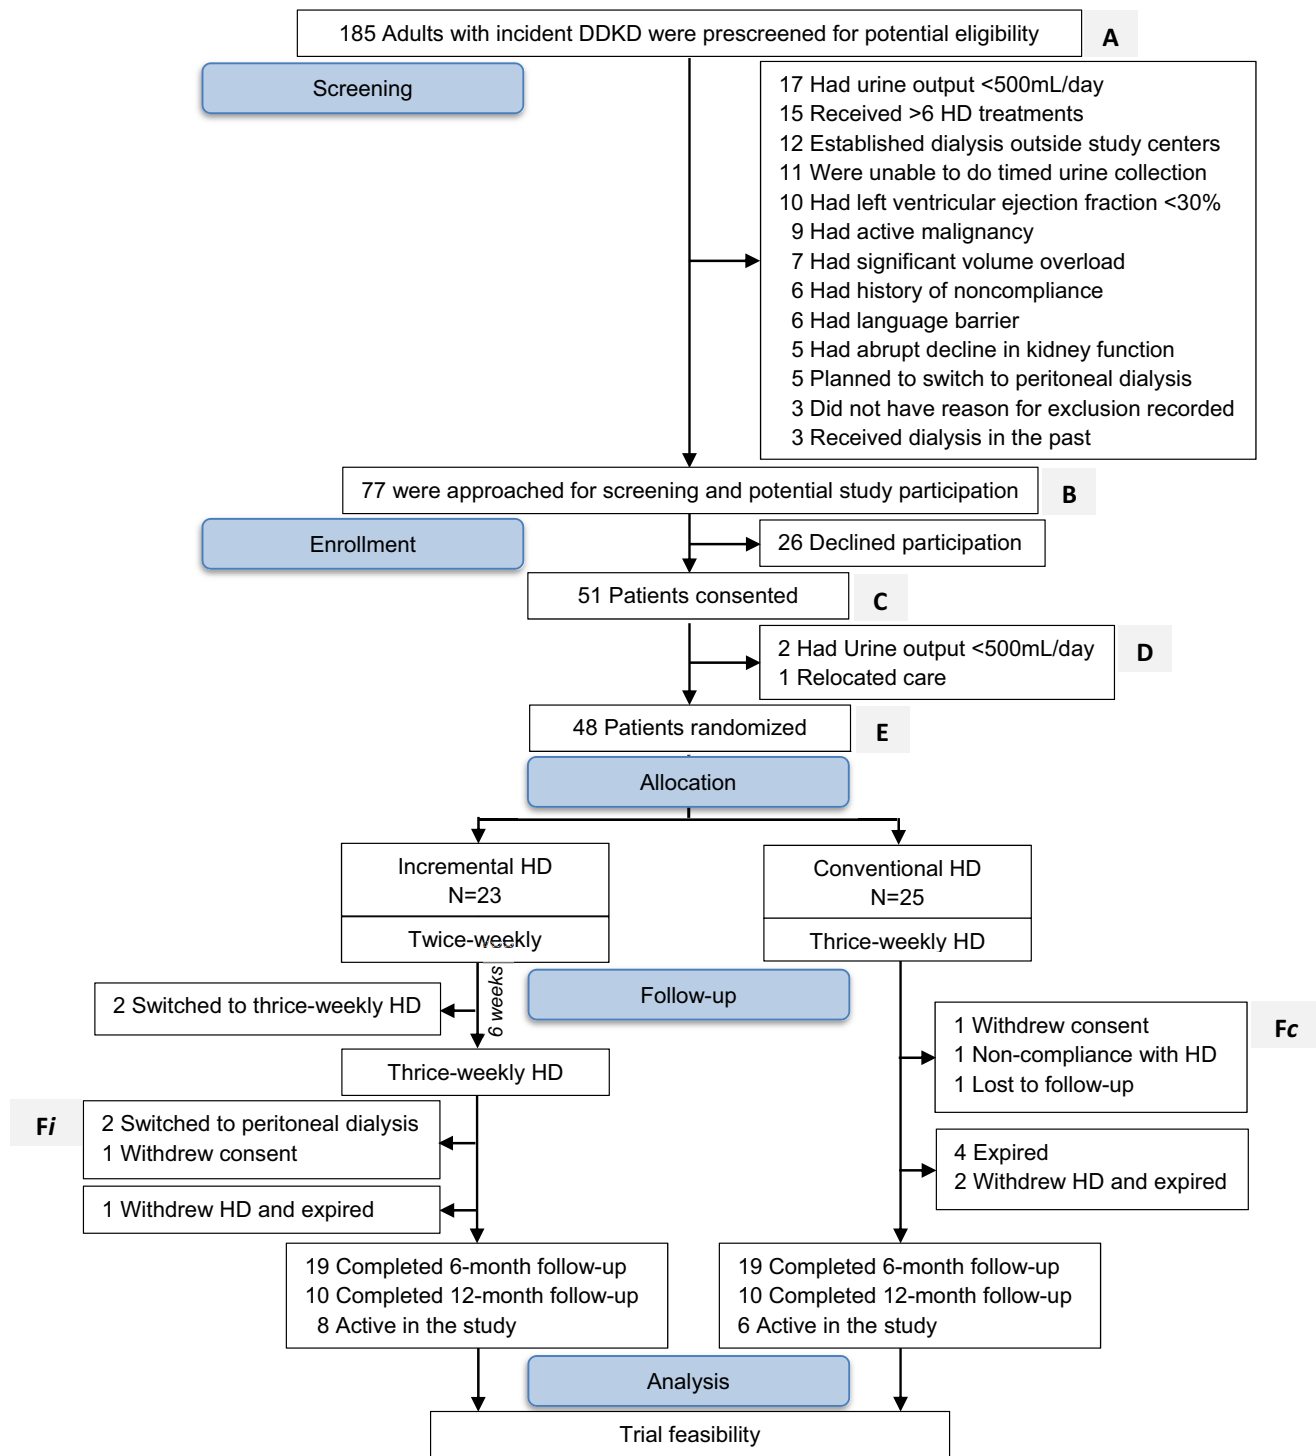 185 Adults with incident DDKD were prescreened for potential eligibility
A
Screening
17 Had urine output <500mL/day
15 Received >6 HD treatments
12 Established dialysis outside study centers
11 Were unable to do timed urine collection
10 Had left ventricular ejection fraction <30%
9 Had active malignancy
7 Had significant volume overload
6 Had history of noncompliance
6 Had language barrier
5 Had abrupt decline in kidney function
5 Planned to switch to peritoneal dialysis
3 Did not have reason for exclusion recorded
3 Received dialysis in the past
77 were approached for screening and potential study participation
B
Enrollment
26 Declined participation
51 Patients consented
C
2 Had Urine output <500mL/day
1 Relocated care
D
48 Patients randomized
E
Allocation
Incremental HD
N=23
Twice-weekly
Conventional HD
N=25
Thrice-weekly HD
6 weeks
Follow-up
2 Switched to thrice-weekly HD
Thrice-weekly HD
1 Withdrew consent
1 Non-compliance with HD
1 Lost to follow-up
Fc
Fi
2 Switched to peritoneal dialysis
1 Withdrew consent
4 Expired
2 Withdrew HD and expired
1 Withdrew HD and expired
19 Completed 6-month follow-up
10 Completed 12-month follow-up
8 Active in the study
19 Completed 6-month follow-up
10 Completed 12-month follow-up
6 Active in the study
Analysis
Trial feasibility